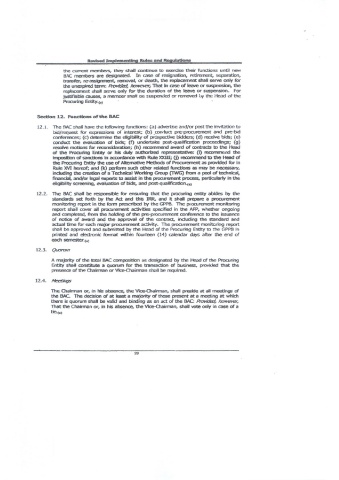 Revised Implementing Rules and Regulations
the current members, they shall continue to exercise their functions until new
BAC members are designated. In case of resignation, retirement, separation,
transfer, re-assignment, removal, or death, the replacement shall serve only for
the unexpired term: Provided, however, That in case of leave or suspension, the
replacement shall serve only for the duration of the leave or suspension. For
justifiable causes, a member shall be suspended or removed by the Head of the
Procuring Entity.(a)
Section 12. Functions of the BAC
12.1. The BAC shall have the following functions: (a) advertise and/or post the invitation to
bid/request for expressions of interest; (b) conduct pre-procurement and pre-bid
conferences; (c) determine the eligibility of prospective bidders; (d) receive bids; (e)
conduct the evaluation of bids; (f) undertake post-qualification proceedings; (g)
resolve motions for reconsideration; (h) recommend award of contracts to the Head
of the Procuring Entity or his duly authorized representative: (i) recommend the
imposition of sanctions in accordance with Rule XXIII; (j) recommend to the Head of
the Procuring Entity the use of Alternative Methods of Procurement as provided for in
Rule XVI hereof; and (k) perform such other related functions as may be necessary,
including the creation of a Technical Working Group (TWG) from a pool of technical,
financial, and/or legal experts to assist in the procurement process, particularly in the
eligibility screening, evaluation of bids, and post-qualification.(a)
12.2. The BAC shall be responsible for ensuring that the procuring entity abides by the
standards set forth by the Act and this IRR, and it shall prepare a procurement
monitoring report in the form prescribed by the GPPB. The procurement monitoring
report shall cover all procurement activities specified in the APP, whether ongoing
and completed, from the holding of the pre-procurement conference to the issuance
of notice of award and the approval of the contract, including the standard and
actual time for each major procurement activity. The procurement monitoring report
shall be approved and submitted by the Head of the Procuring Entity to the GPPB in
printed and electronic format within fourteen (14) calendar days after the end of
each semester.(a)
12.3. Quorum
A majority of the total BAC composition as designated by the Head of the Procuring
Entity shall constitute a quorum for the transaction of business, provided that the
presence of the Chairman or Vice-Chairman shall be required.
12.4. Meetings
The Chairman or, in his absence, the Vice-Chairman, shall preside at all meetings of
the BAC. The decision of at least a majority of those present at a meeting at which
there is quorum shall be valid and binding as an act of the BAC: Provided, however,
That the Chairman or, in his absence, the Vice-Chairman, shall vote only in case of a
tie.(a)